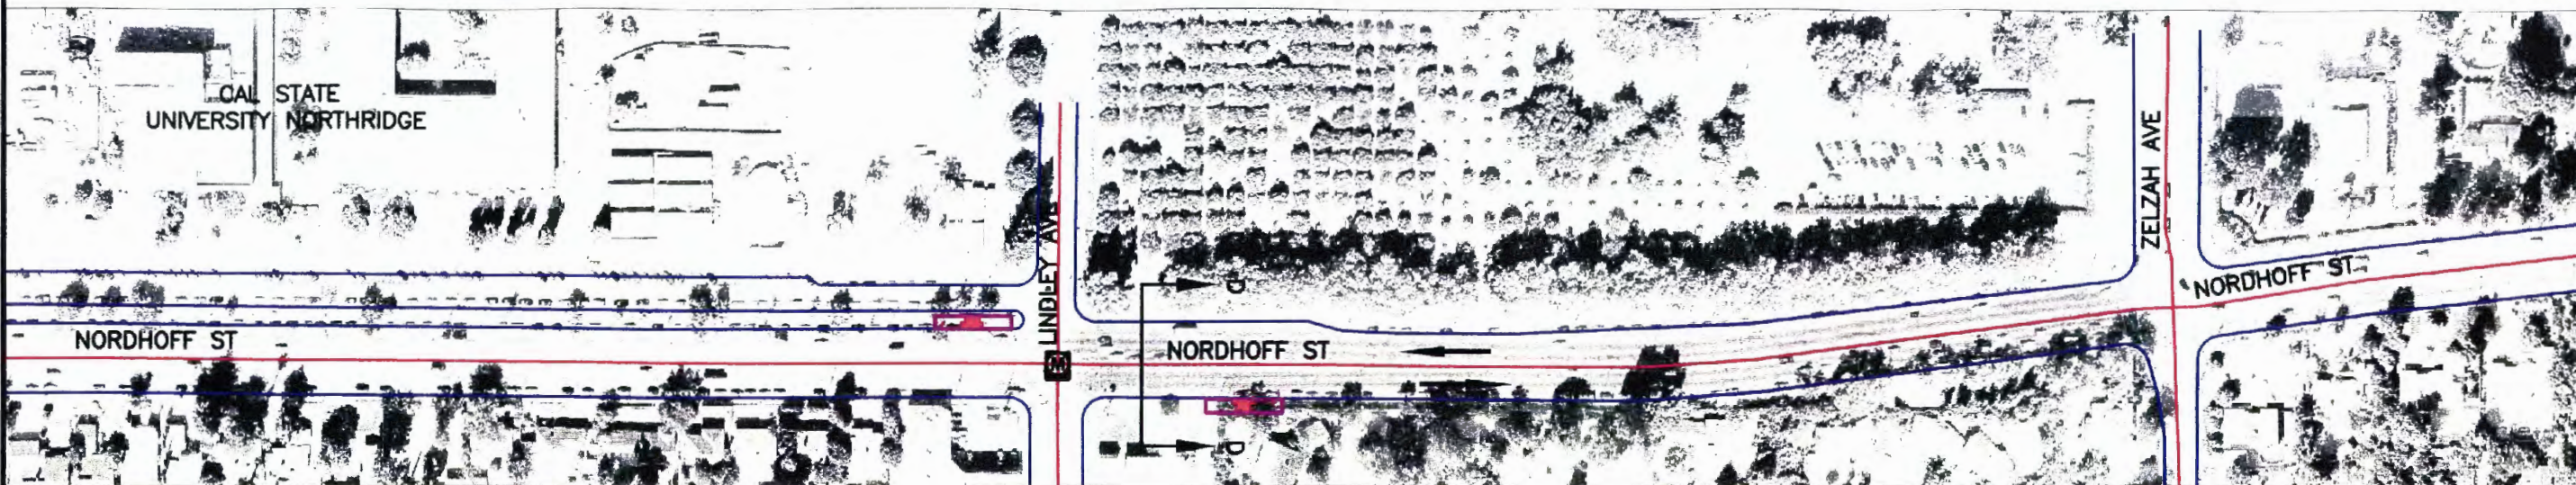 CAL STATE
UNIVERSITY NORTHRIDGE
NORDHOFF ST
LINDLEY AVE
NORDHOFF ST
D
D
ZELZAH AVE
NORDHOFF ST